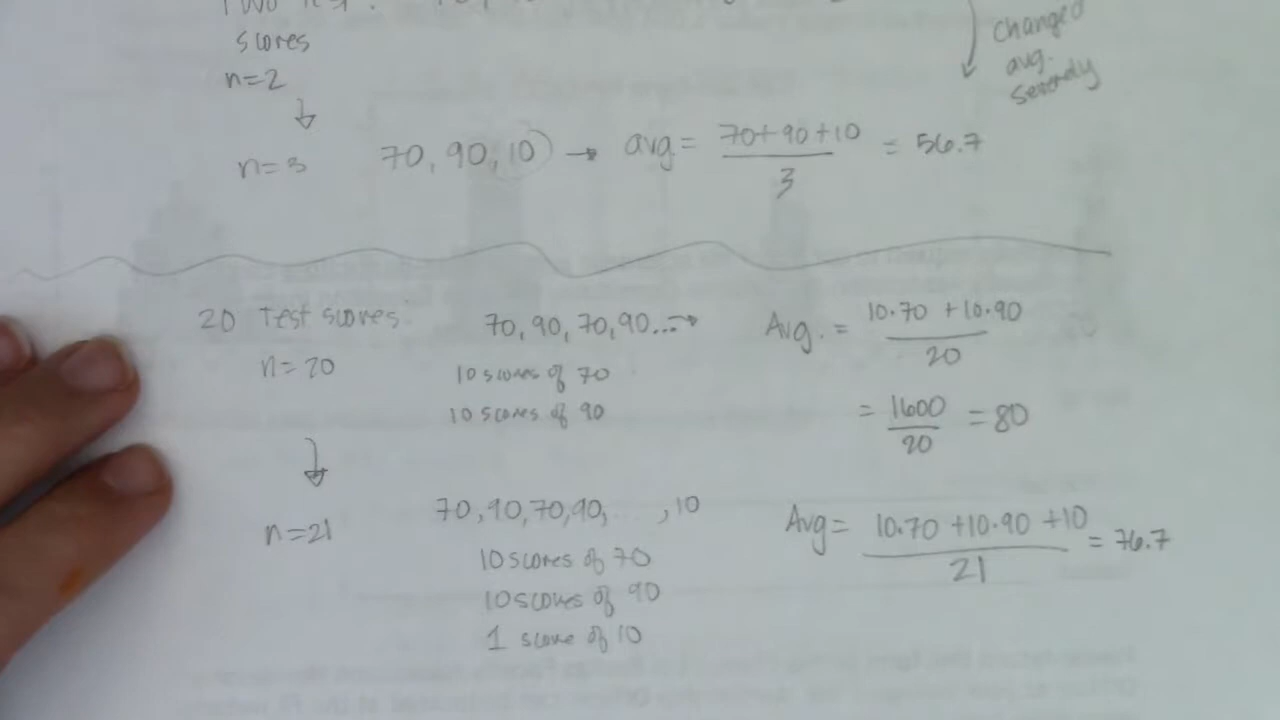 scores
n=2
changed
avg.
n=3 70, 90, 10 → avg = 70+90+10 / 3 = 56.7
20 Test scores.
n=20
70, 90, 70, 90...→
10 scores of 70
10 scores of 90
Avg. = 10·70 + 10·90 / 20
= 1600 / 20 = 80
n=21
70, 90, 70, 90, ... , 10
10 scores of 70
10 scores of 90
1 score of 10
Avg = 10·70 + 10·90 + 10 / 21 = 76.7